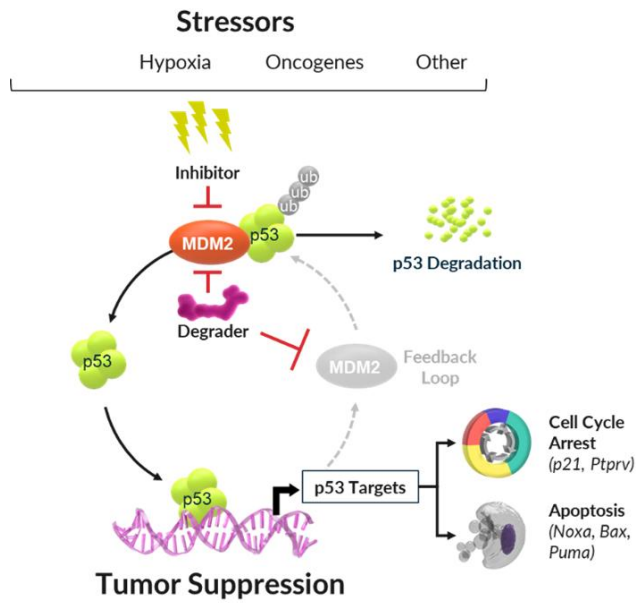 Stressors
Hypoxia Oncogenes Other
Inhibitor
ub
ub
ub
MDM2
p53
p53 Degradation
Degrader
p53
MDM2
Feedback
Loop
p53
p53 Targets
Cell Cycle
Arrest
(p21, Ptprv)
Apoptosis
(Noxa, Bax,
Puma)
Tumor Suppression